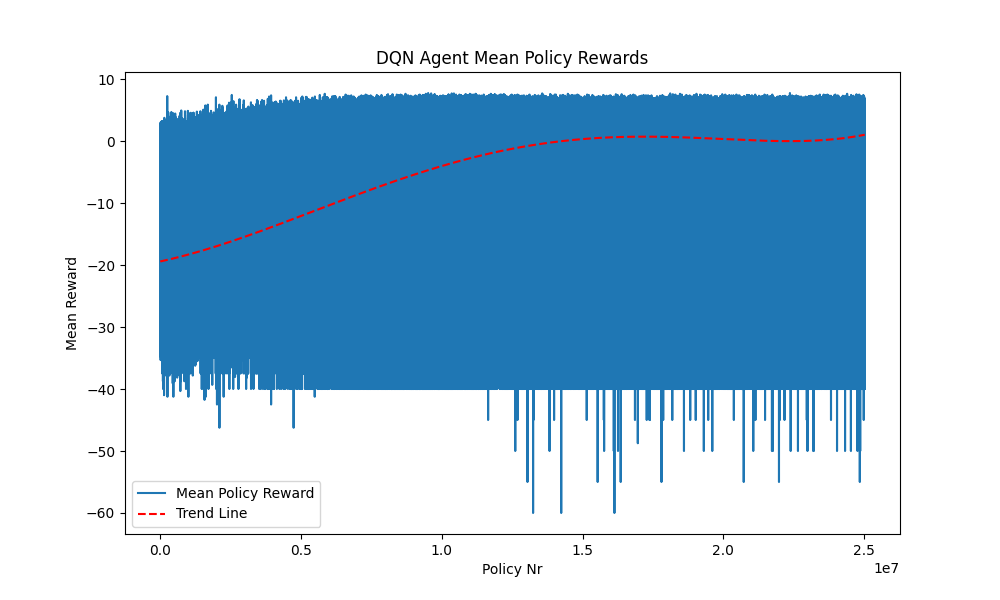 DQN Agent Mean Policy Rewards
10
0
−10
−20
−30
−40
−50
−60
Mean Reward
Mean Policy Reward
Trend Line
0.0 0.5 1.0 1.5 2.0 2.5
1e7
Policy Nr